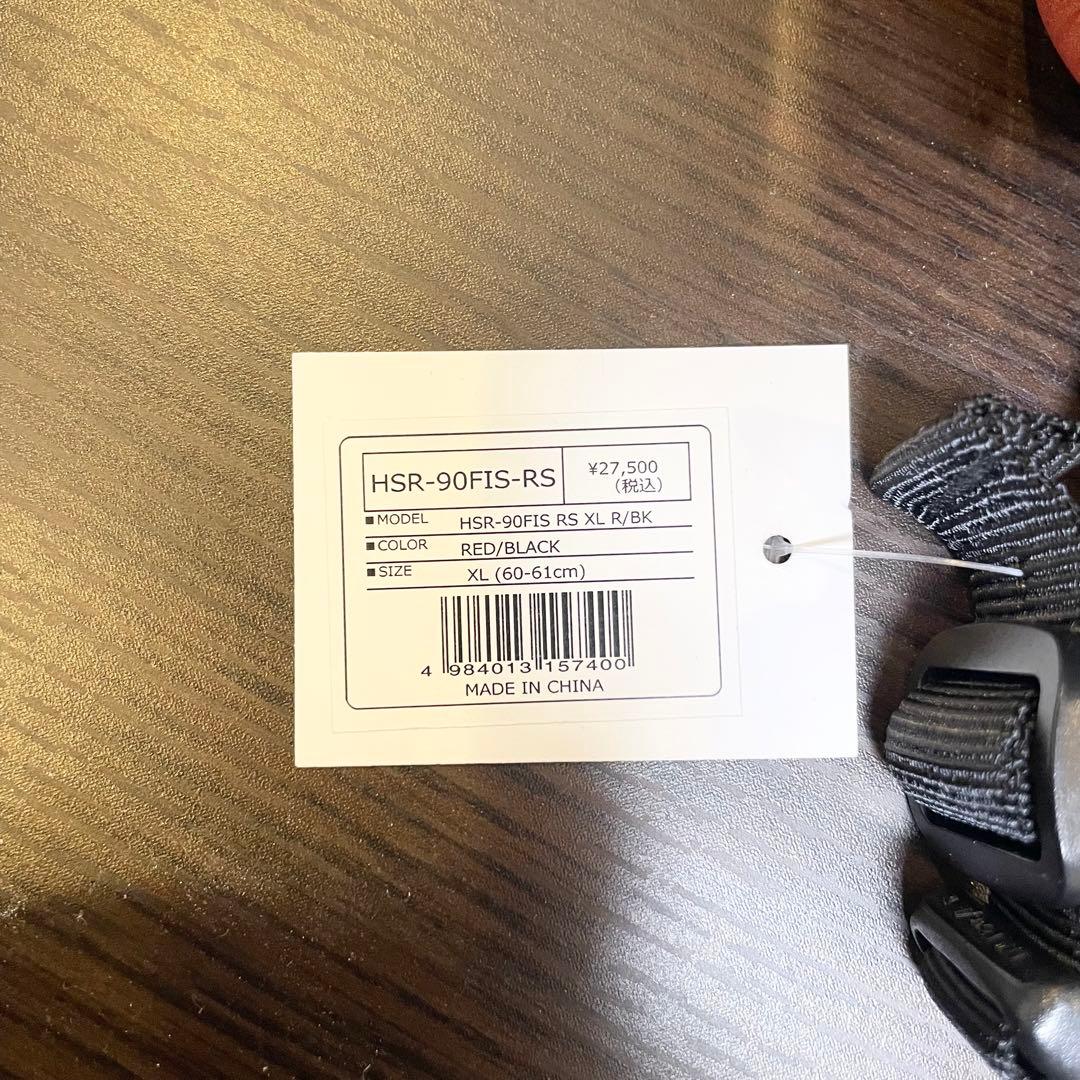 HSR-90FIS-RS
¥27,500
(税込)
■MODEL HSR-90FIS RS XL R/BK
■COLOR RED/BLACK
■SIZE XL (60-61cm)
4 984013 157400
MADE IN CHINA